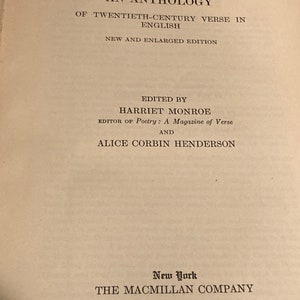 AN ANTHOLOGY
OF TWENTIETH-CENTURY VERSE IN
ENGLISH
NEW AND ENLARGED EDITION
EDITED BY
HARRIET MONROE
EDITOR OF Poetry: A Magazine of Verse
AND
ALICE CORBIN HENDERSON
New York
THE MACMILLAN COMPANY